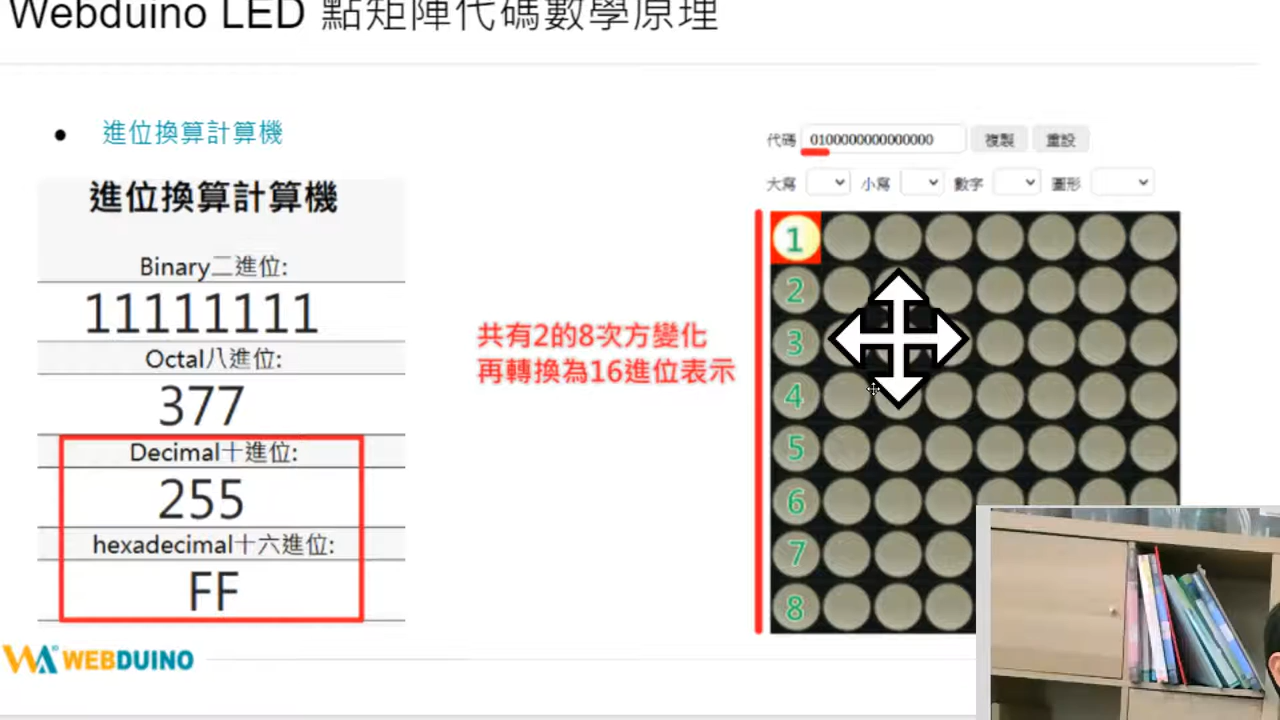 Webduino LED 點矩陣代碼數學原理
進位換算計算機
進位換算計算機
Binary二進位:
11111111
Octal八進位:
377
Decimal十進位:
255
hexadecimal十六進位:
FF
共有2的8次方變化
再轉換為16進位表示
代碼 0100000000000000 複製 重設
大寫 小寫 數字 圖形
1
2
3
4
5
6
7
8
WEBDUINO